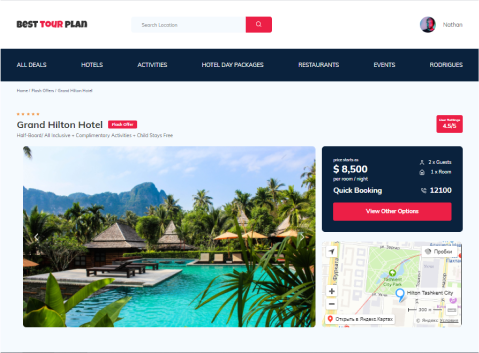 BEST TOUR PLAN
Search Location
Nathan
ALL DEALS HOTELS ACTIVITIES HOTEL DAY PACKAGES RESTAURANTS EVENTS RODRIGUES
Home / Flash Offers / Grand Hilton Hotel
Grand Hilton Hotel Flash Offer
4.5/5
Half-Board/ All Inclusive + Complimentary Activities + Child Stays Free
price starts as
$ 8,500
per room / night
2 x Guests
1 x Room
Quick Booking 12100
View Other Options
Пробки
Hilton Tashkent City
300 м
Открыть в Яндекс.Картах
© Яндекс Условия